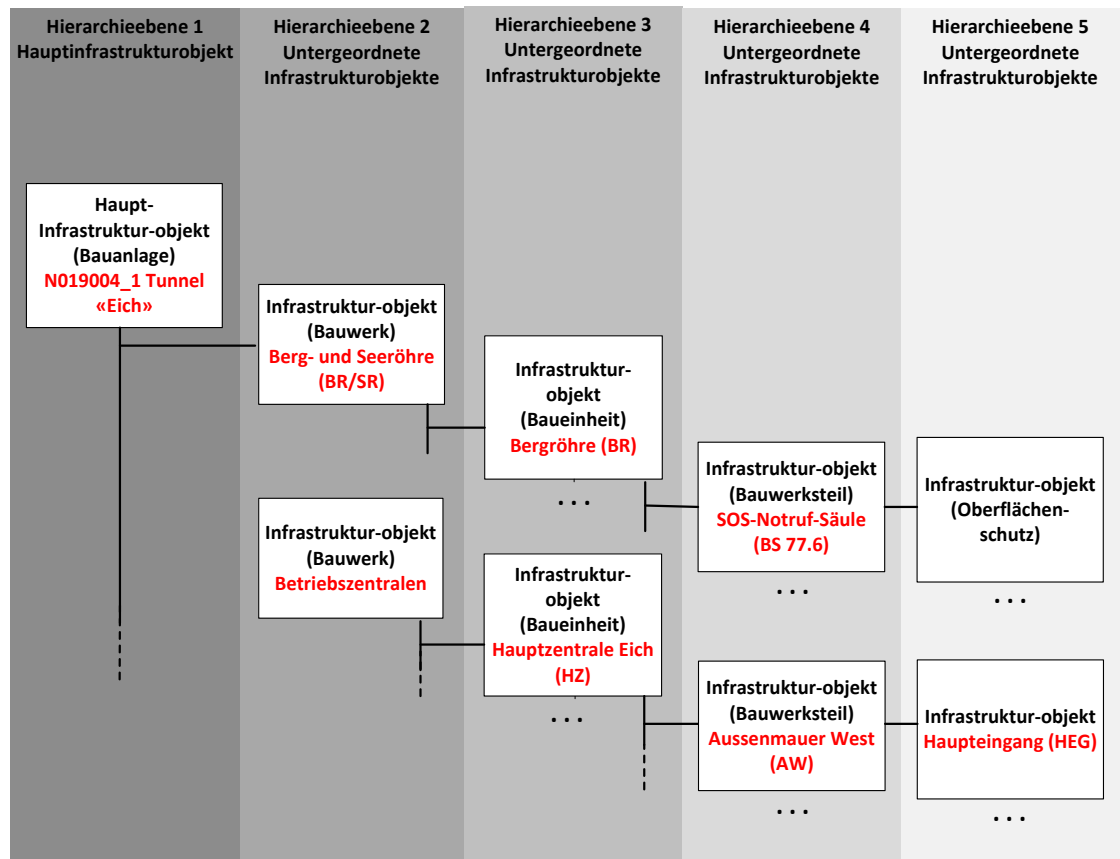 Hierarchieebene 1
Hauptinfrastrukturobjekt
Hierarchieebene 2
Untergeordnete
Infrastrukturobjekte
Hierarchieebene 3
Untergeordnete
Infrastrukturobjekte
Hierarchieebene 4
Untergeordnete
Infrastrukturobjekte
Hierarchieebene 5
Untergeordnete
Infrastrukturobjekte
Haupt-
Infrastruktur-objekt
(Bauanlage)
N019004_1 Tunnel
«Eich»
Infrastruktur-objekt
(Bauwerk)
Berg- und Seeröhre
(BR/SR)
Infrastruktur-
objekt
(Baueinheit)
Bergröhre (BR)
. . .
Infrastruktur-objekt
(Bauwerksteil)
SOS-Notruf-Säule
(BS 77.6)
. . .
Infrastruktur-objekt
(Oberflächen-
schutz)
. . .
Infrastruktur-objekt
(Bauwerk)
Betriebszentralen
Infrastruktur-
objekt
(Baueinheit)
Hauptzentrale Eich
(HZ)
. . .
Infrastruktur-objekt
(Bauwerksteil)
Aussenmauer West
(AW)
. . .
Infrastruktur-objekt
Haupteingang (HEG)
. . .